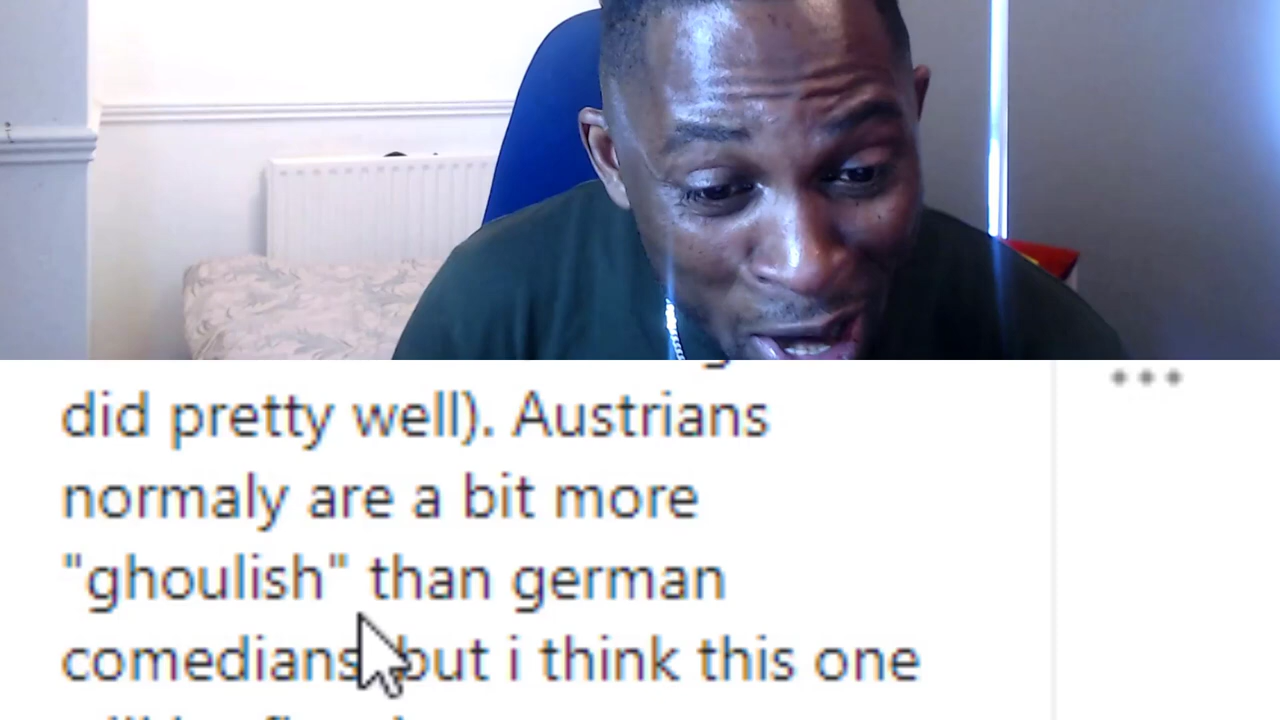 did pretty well). Austrians
normaly are a bit more
"ghoulish" than german
comedians but i think this one